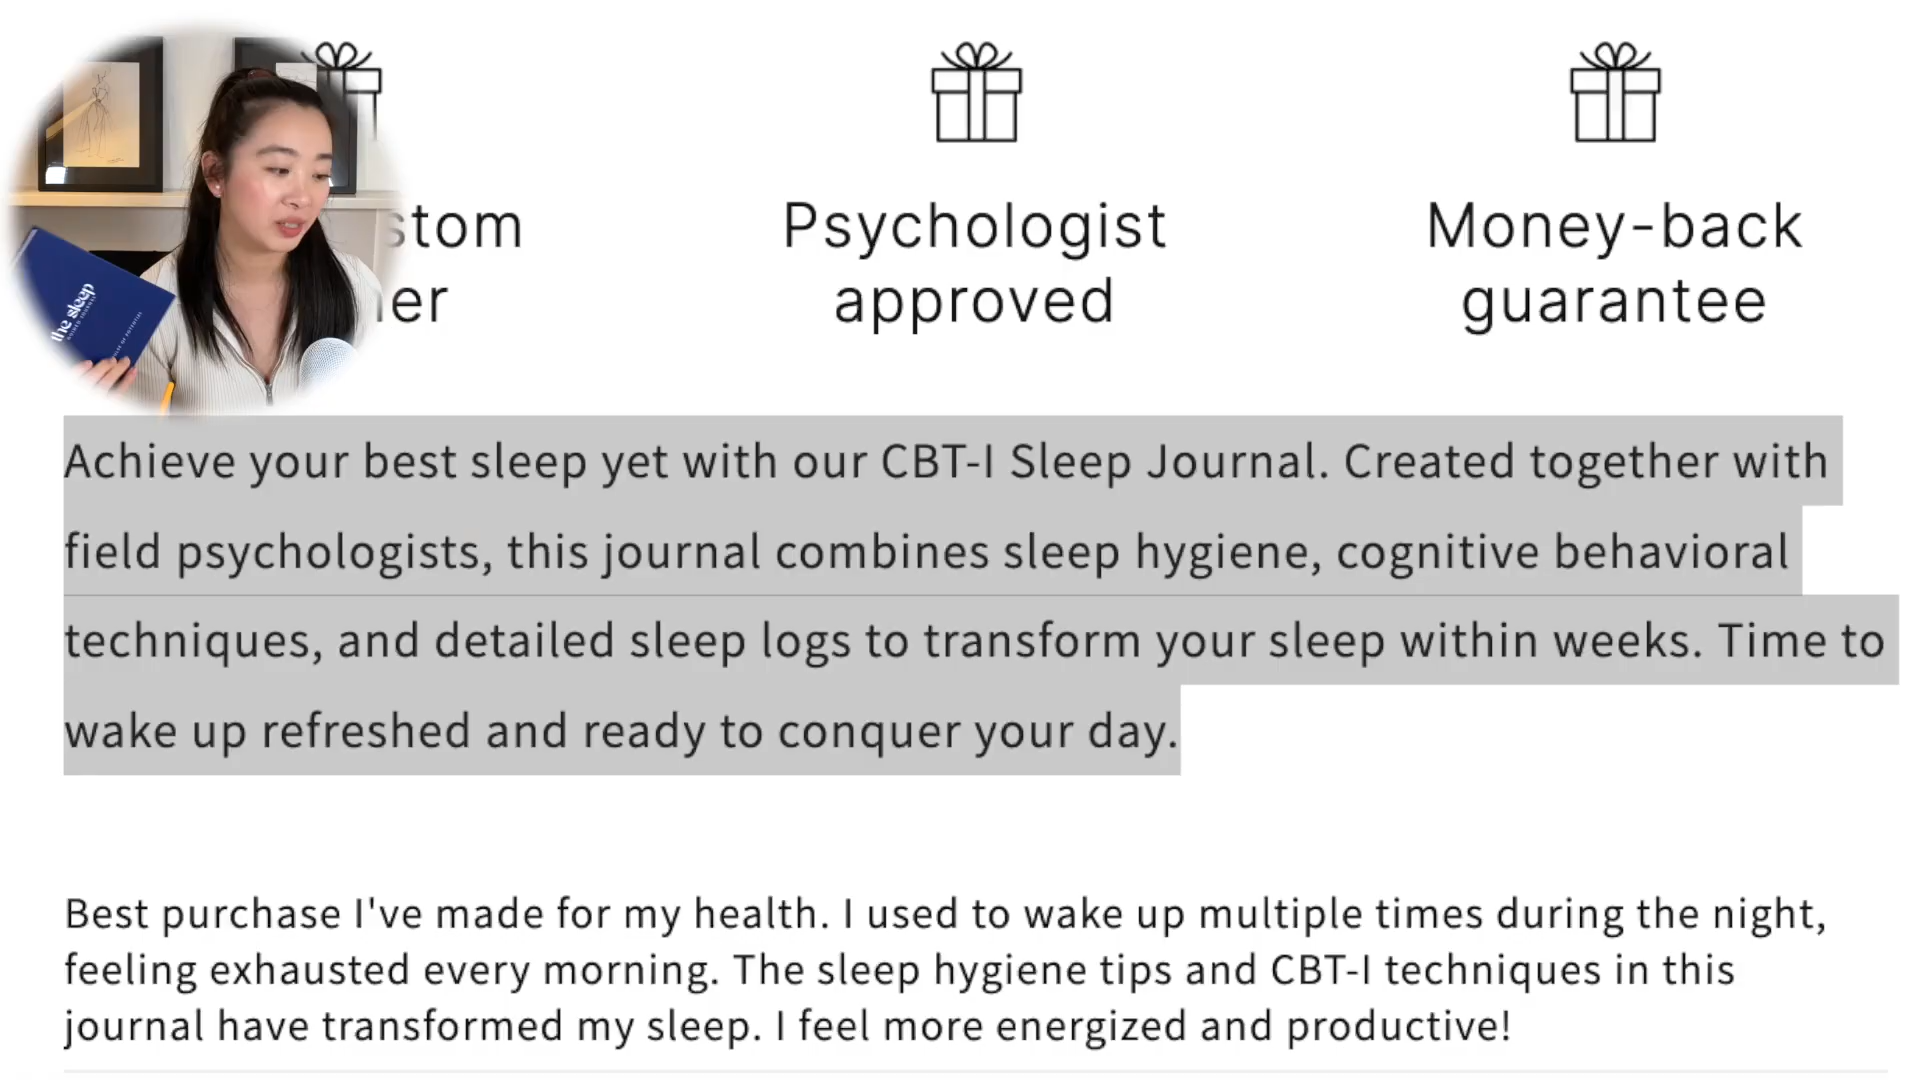 the sleep
Psychologist
approved
Money-back
guarantee
Achieve your best sleep yet with our CBT-I Sleep Journal. Created together with
field psychologists, this journal combines sleep hygiene, cognitive behavioral
techniques, and detailed sleep logs to transform your sleep within weeks. Time to
wake up refreshed and ready to conquer your day.
Best purchase I've made for my health. I used to wake up multiple times during the night,
feeling exhausted every morning. The sleep hygiene tips and CBT-I techniques in this
journal have transformed my sleep. I feel more energized and productive!